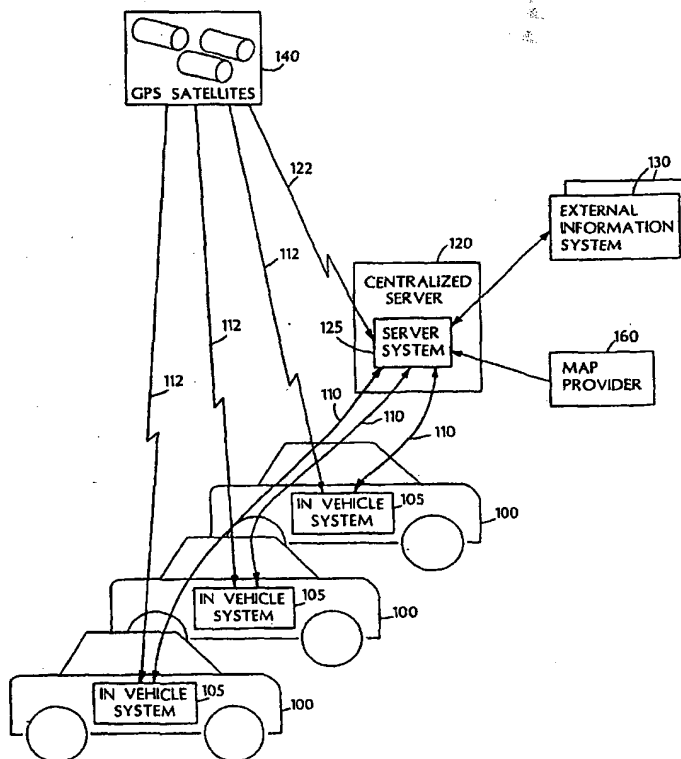 140
GPS SATELLITES
122
130
EXTERNAL
INFORMATION
SYSTEM
120
CENTRALIZED
SERVER
112
125
SERVER
SYSTEM
112
160
MAP
PROVIDER
112
110
110
110
IN VEHICLE
SYSTEM
105
100
IN VEHICLE
SYSTEM
105
100
IN VEHICLE
SYSTEM
105
100